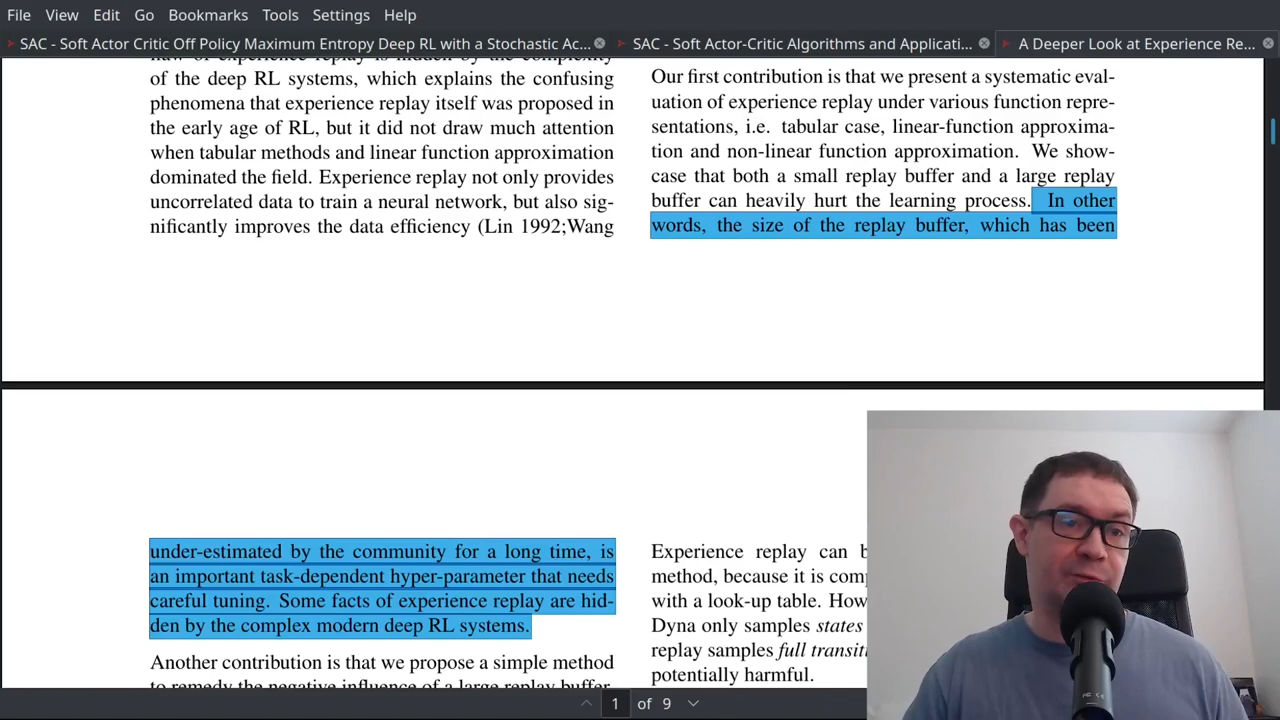 File View Edit Go Bookmarks Tools Settings Help
SAC - Soft Actor Critic Off Policy Maximum Entropy Deep RL with a Stochastic Ac...
SAC - Soft Actor-Critic Algorithms and Applicati...
A Deeper Look at Experience Re...
of the deep RL systems, which explains the confusing
phenomena that experience replay itself was proposed in
the early age of RL, but it did not draw much attention
when tabular methods and linear function approximation
dominated the field. Experience replay not only provides
uncorrelated data to train a neural network, but also sig-
nificantly improves the data efficiency (Lin 1992;Wang
Our first contribution is that we present a systematic eval-
uation of experience replay under various function repre-
sentations, i.e. tabular case, linear-function approxima-
tion and non-linear function approximation. We show-
case that both a small replay buffer and a large replay
buffer can heavily hurt the learning process. In other
words, the size of the replay buffer, which has been
under-estimated by the community for a long time, is
an important task-dependent hyper-parameter that needs
careful tuning. Some facts of experience replay are hid-
den by the complex modern deep RL systems.
Another contribution is that we propose a simple method
to remedy the negative influence of a large replay buffer.
Experience replay can
method, because it is
with a look-up table.
Dyna only samples states
replay samples full
potentially harmful.
1 of 9